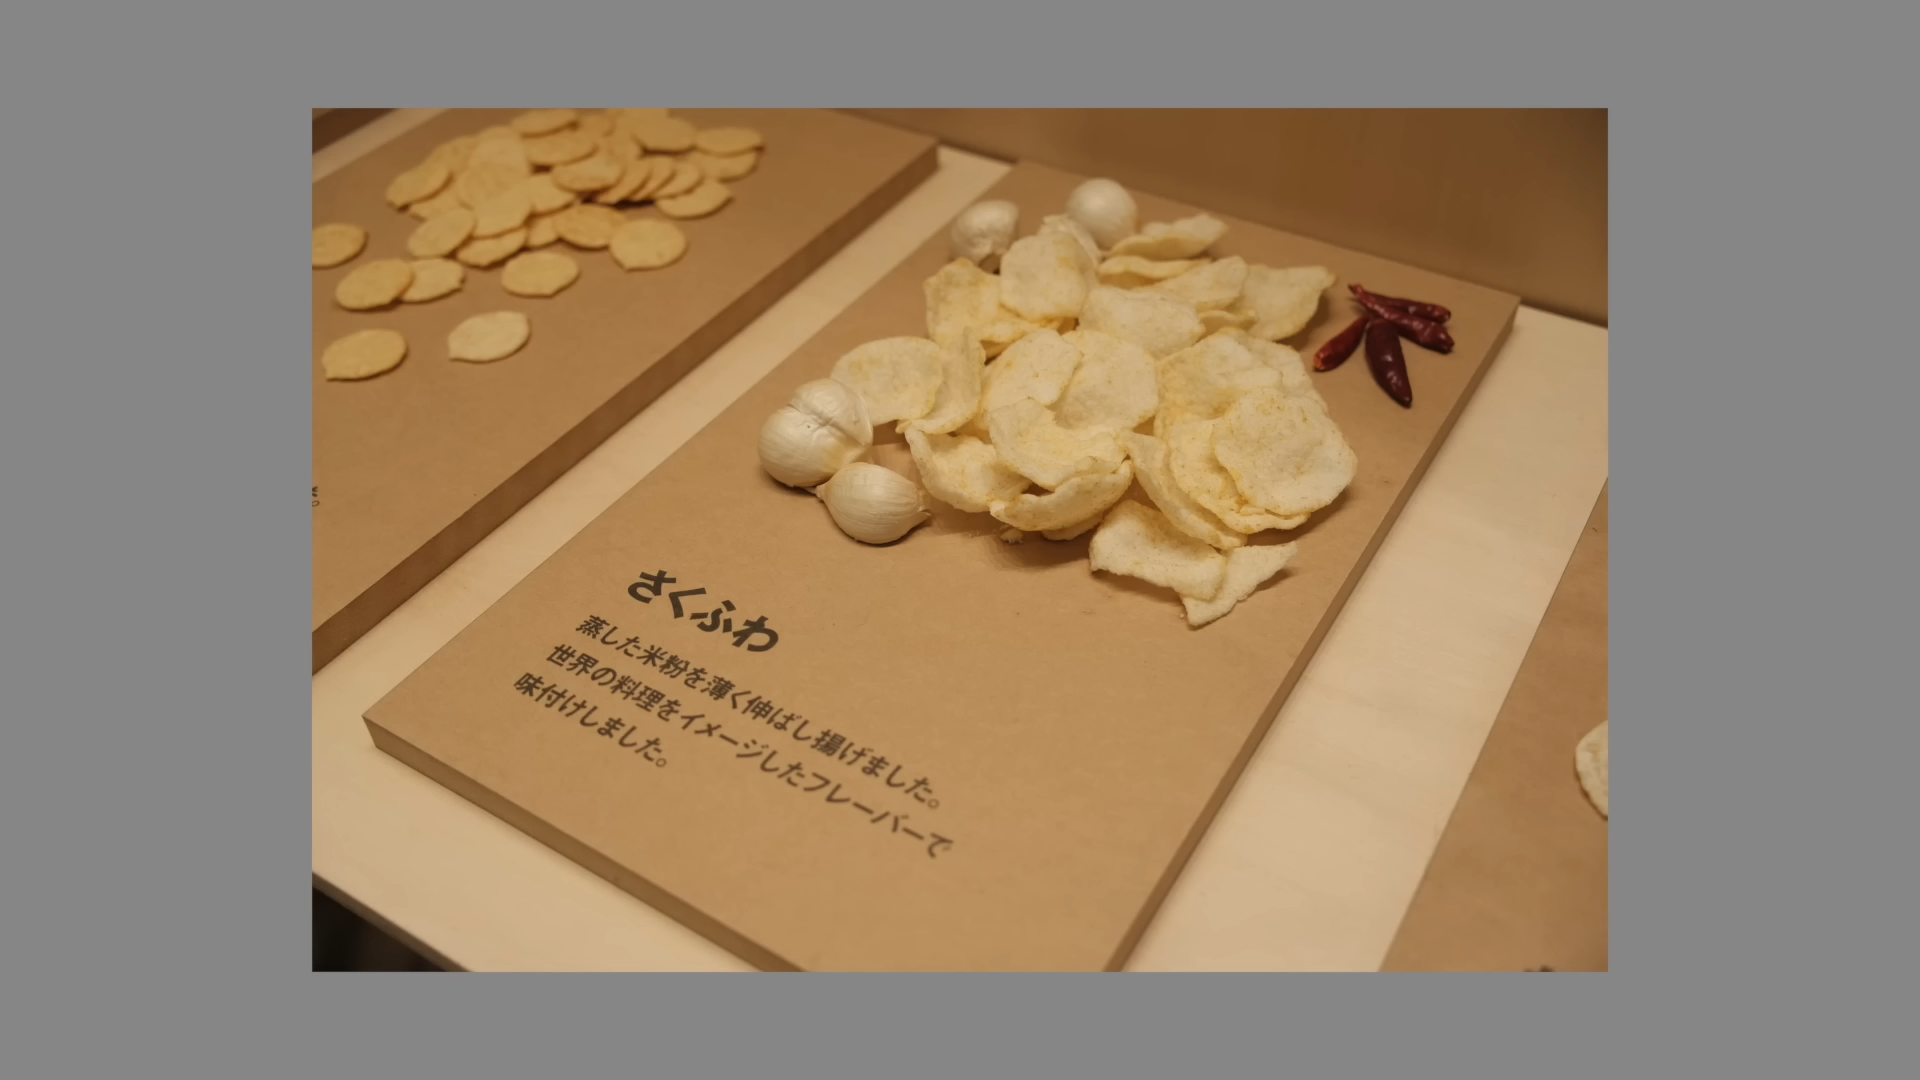 さくふわ
蒸した米粉を薄く伸ばし揚げました。
世界の料理をイメージしたフレーバーで
味付けしました。